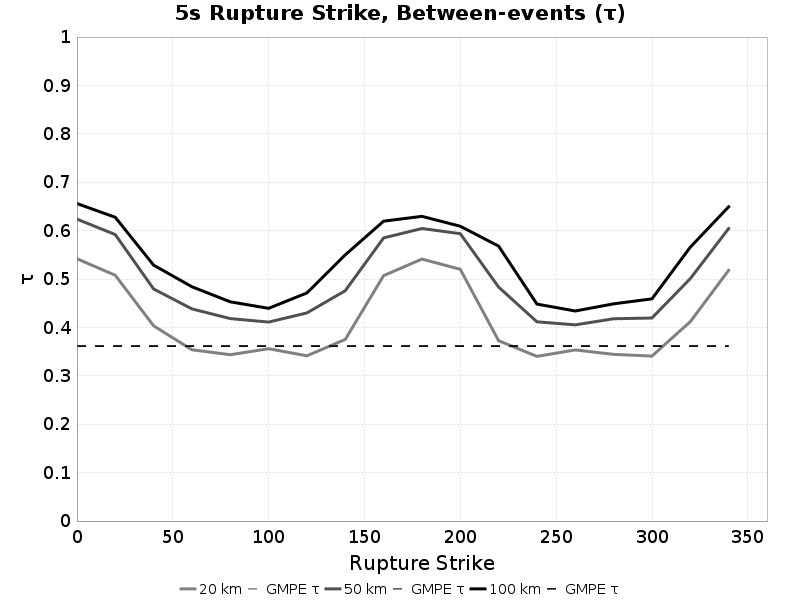 5s Rupture Strike, Between-events (τ)
1
0.9
0.8
0.7
0.6
0.5
0.4
0.3
0.2
0.1
0
τ
0 50 100 150 200 250 300 350
Rupture Strike
20 km GMPE τ 50 km GMPE τ 100 km GMPE τ